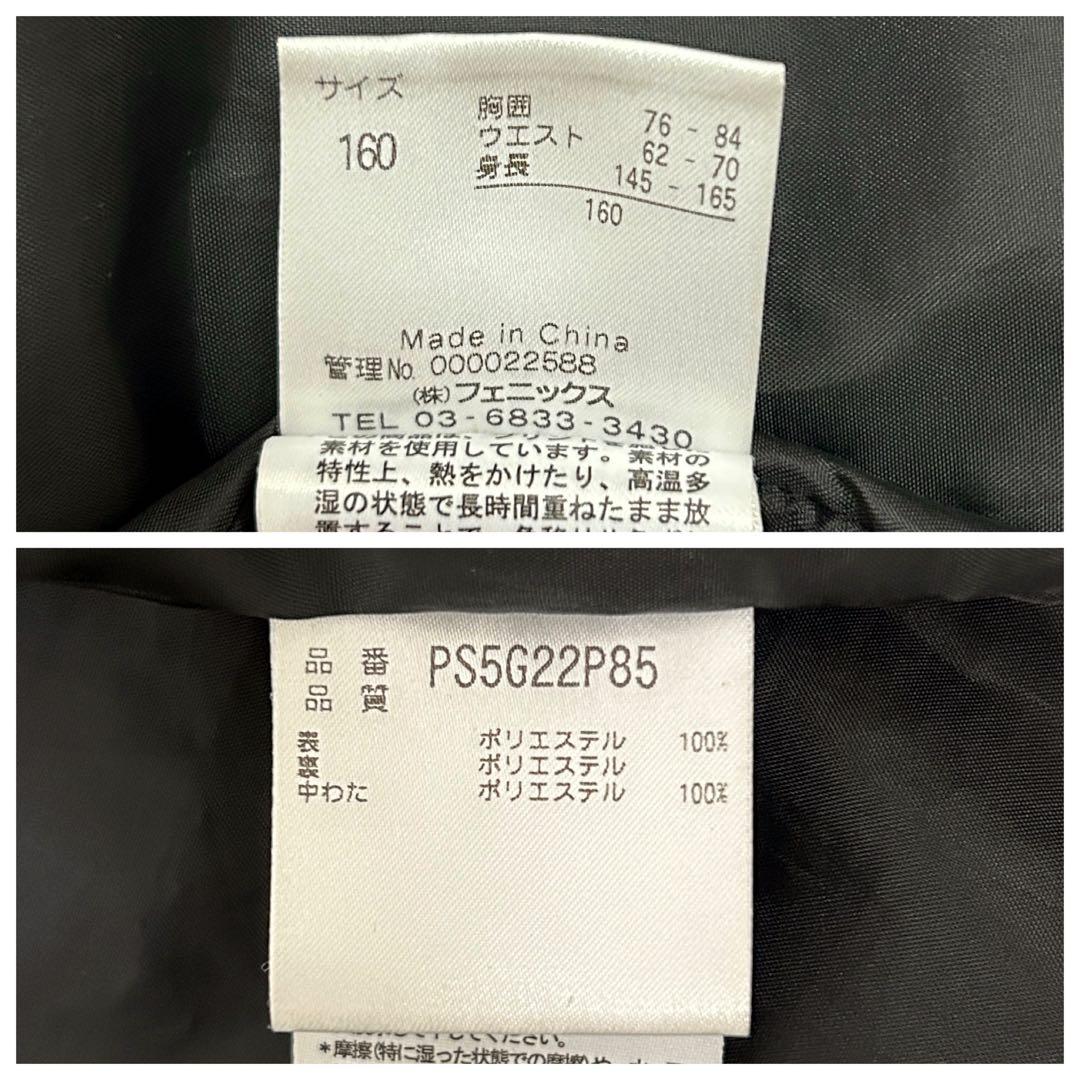 サイズ
160
胸囲 76 - 84
ウエスト 62 - 70
身長 145 - 165
160
Made in China
管理No. 000022588
(株)フェニックス
TEL 03-6833-3430
素材を使用しています。素材の
特性上、熱をかけたり、高温多
湿の状態で長時間重ねたまま放
品番 PS5G22P85
品質
表 ポリエステル 100%
ポリエステル
中わた ポリエステル 100%
てください。
*摩擦(特に湿った状態での摩擦)や